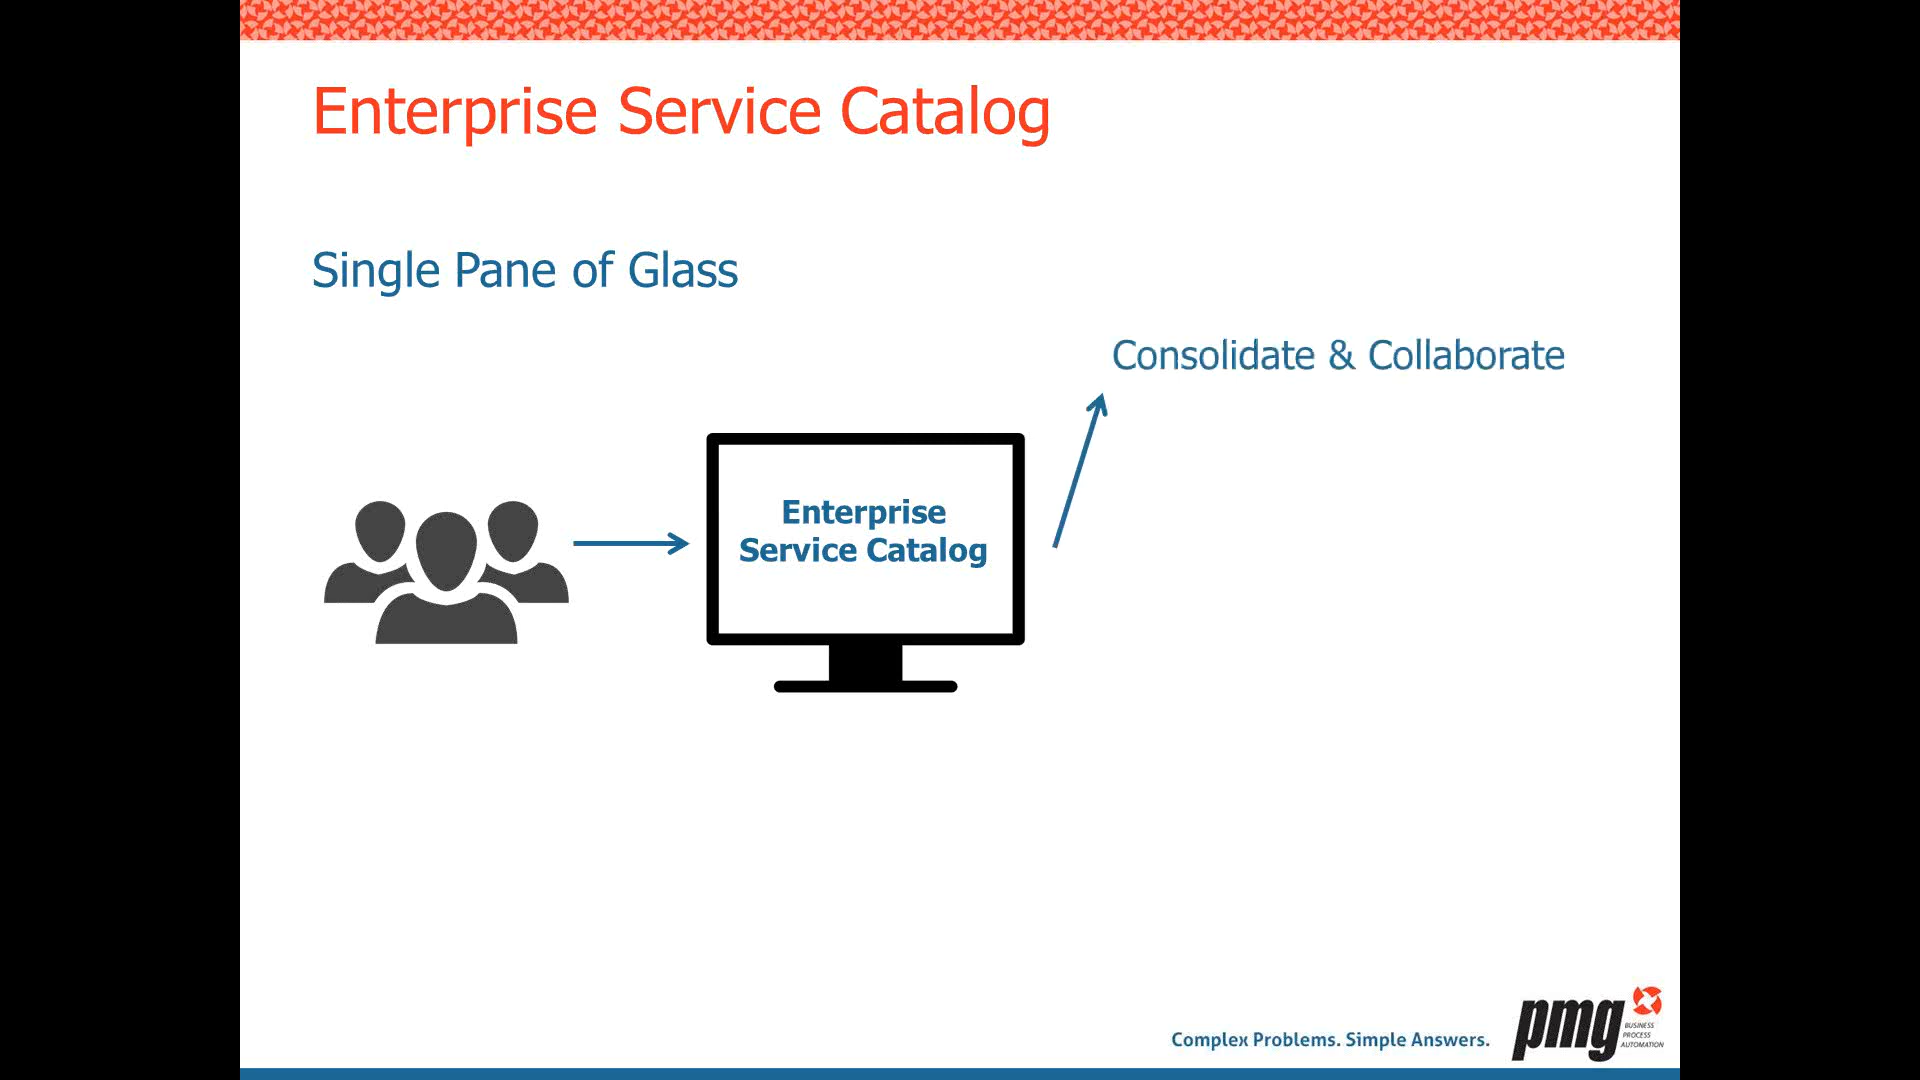 Enterprise Service Catalog
Single Pane of Glass
Consolidate & Collaborate
Enterprise
Service Catalog
Complex Problems. Simple Answers.
pmg
BUSINESS
PROCESS
AUTOMATION